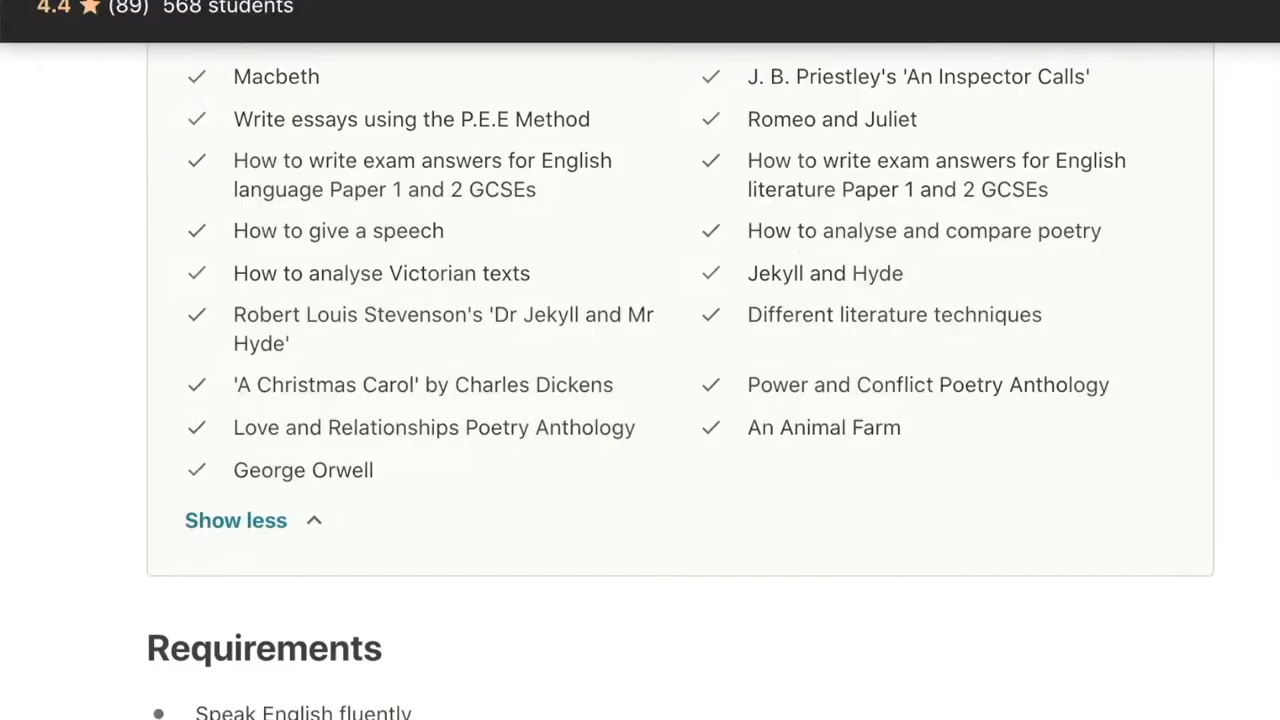 4.4 ★ (89) 568 students
Macbeth
J. B. Priestley's 'An Inspector Calls'
Write essays using the P.E.E Method
Romeo and Juliet
How to write exam answers for English
language Paper 1 and 2 GCSEs
How to write exam answers for English
literature Paper 1 and 2 GCSEs
How to give a speech
How to analyse and compare poetry
How to analyse Victorian texts
Jekyll and Hyde
Robert Louis Stevenson's 'Dr Jekyll and Mr
Hyde'
Different literature techniques
'A Christmas Carol' by Charles Dickens
Power and Conflict Poetry Anthology
Love and Relationships Poetry Anthology
An Animal Farm
George Orwell
Show less
Requirements
Speak English fluently